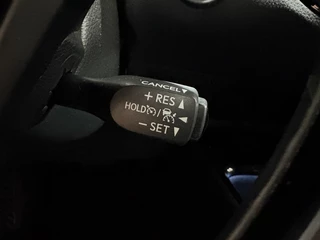 CANCEL▼
+ RES ▲
HOLD / ◀
− SET ▼